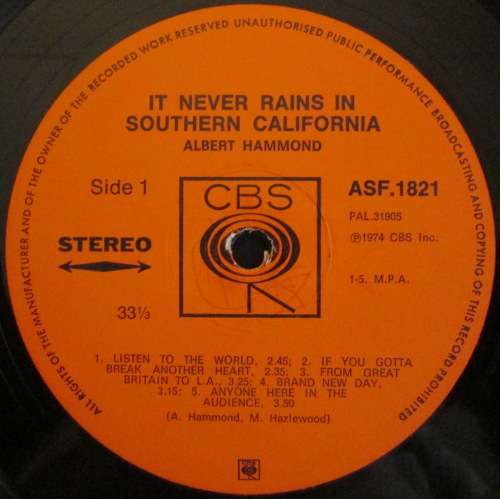 ALL RIGHTS OF THE MANUFACTURER AND OF THE OWNER OF THE RECORDED WORK RESERVED UNAUTHORISED PUBLIC PERFORMANCE BROADCASTING AND COPYING OF THIS RECORD PROHIBITED
IT NEVER RAINS IN
SOUTHERN CALIFORNIA
ALBERT HAMMOND
Side 1
CBS
ASF.1821
PAL.31905
STEREO
℗1974 CBS Inc.
1-5. M.P.A.
33⅓
1. LISTEN TO THE WORLD, 2.45; 2. IF YOU GOTTA
BREAK ANOTHER HEART, 2.35; 3. FROM GREAT
BRITAIN TO L.A., 3.25; 4. BRAND NEW DAY,
3.15; 5. ANYONE HERE IN THE
AUDIENCE, 3.50
(A. Hammond, M. Hazlewood)